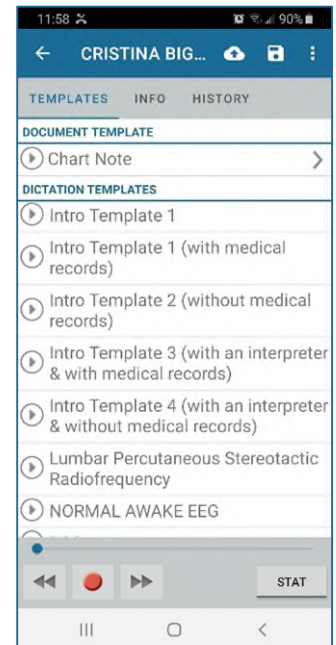 11:58 90%
CRISTINA BIG...
TEMPLATES INFO HISTORY
DOCUMENT TEMPLATE
Chart Note
DICTATION TEMPLATES
Intro Template 1
Intro Template 1 (with medical
records)
Intro Template 2 (without medical
records)
Intro Template 3 (with an interpreter
& with medical records)
Intro Template 4 (with an interpreter
& without medical records)
Lumbar Percutaneous Stereotactic
Radiofrequency
NORMAL AWAKE EEG
STAT